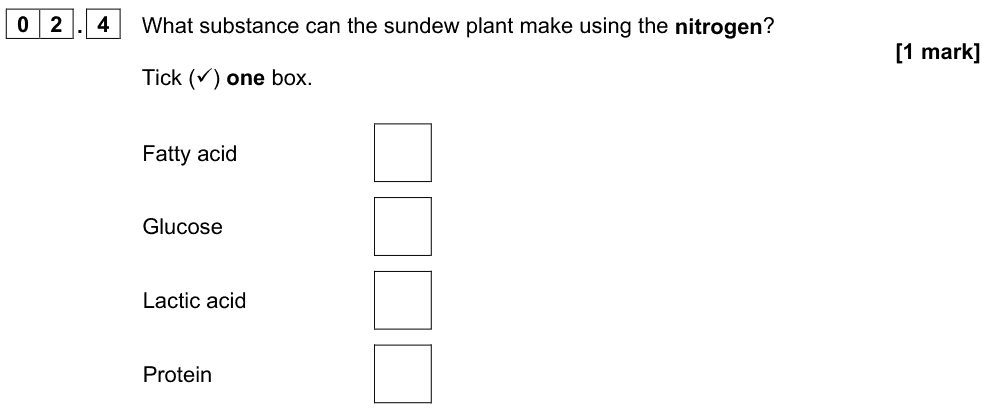 0 2 . 4 What substance can the sundew plant make using the nitrogen?
[1 mark]
Tick (✓) one box.
Fatty acid
Glucose
Lactic acid
Protein